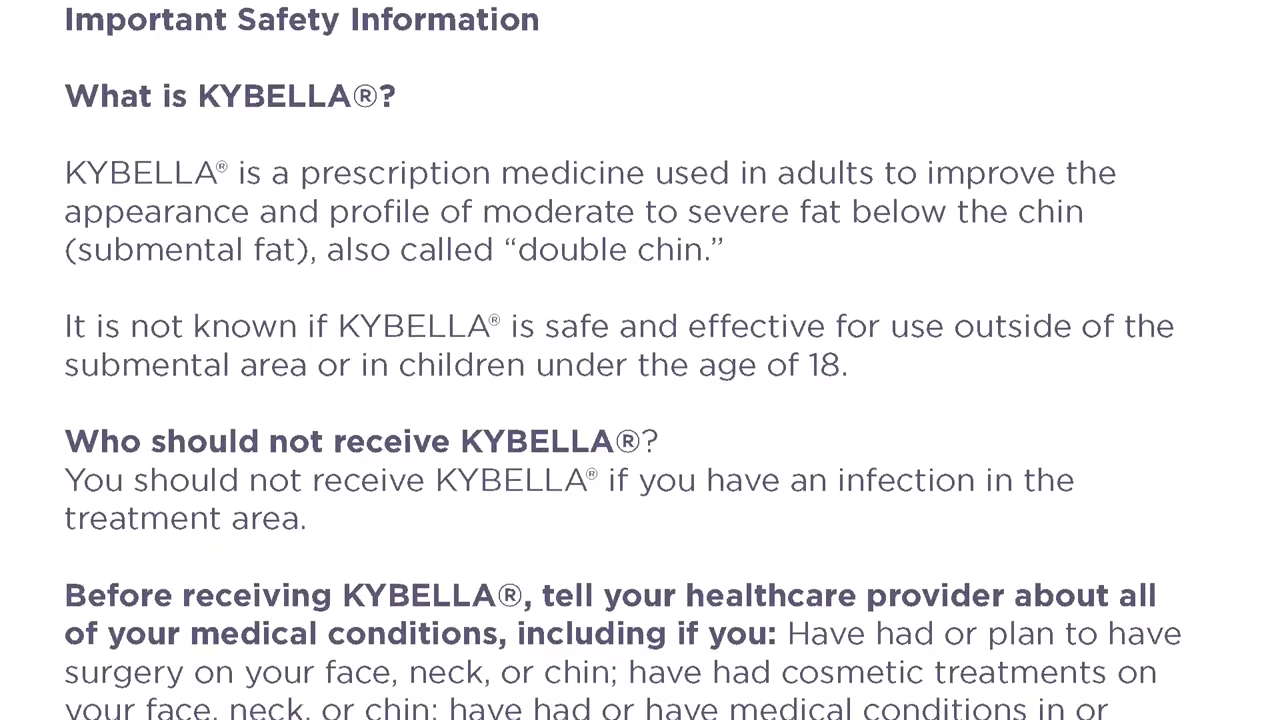 Important Safety Information
What is KYBELLA®?
KYBELLA® is a prescription medicine used in adults to improve the
appearance and profile of moderate to severe fat below the chin
(submental fat), also called “double chin.”
It is not known if KYBELLA® is safe and effective for use outside of the
submental area or in children under the age of 18.
Who should not receive KYBELLA®?
You should not receive KYBELLA® if you have an infection in the
treatment area.
Before receiving KYBELLA®, tell your healthcare provider about all
of your medical conditions, including if you: Have had or plan to have
surgery on your face, neck, or chin; have had cosmetic treatments on
your face, neck, or chin; have had or have medical conditions in or